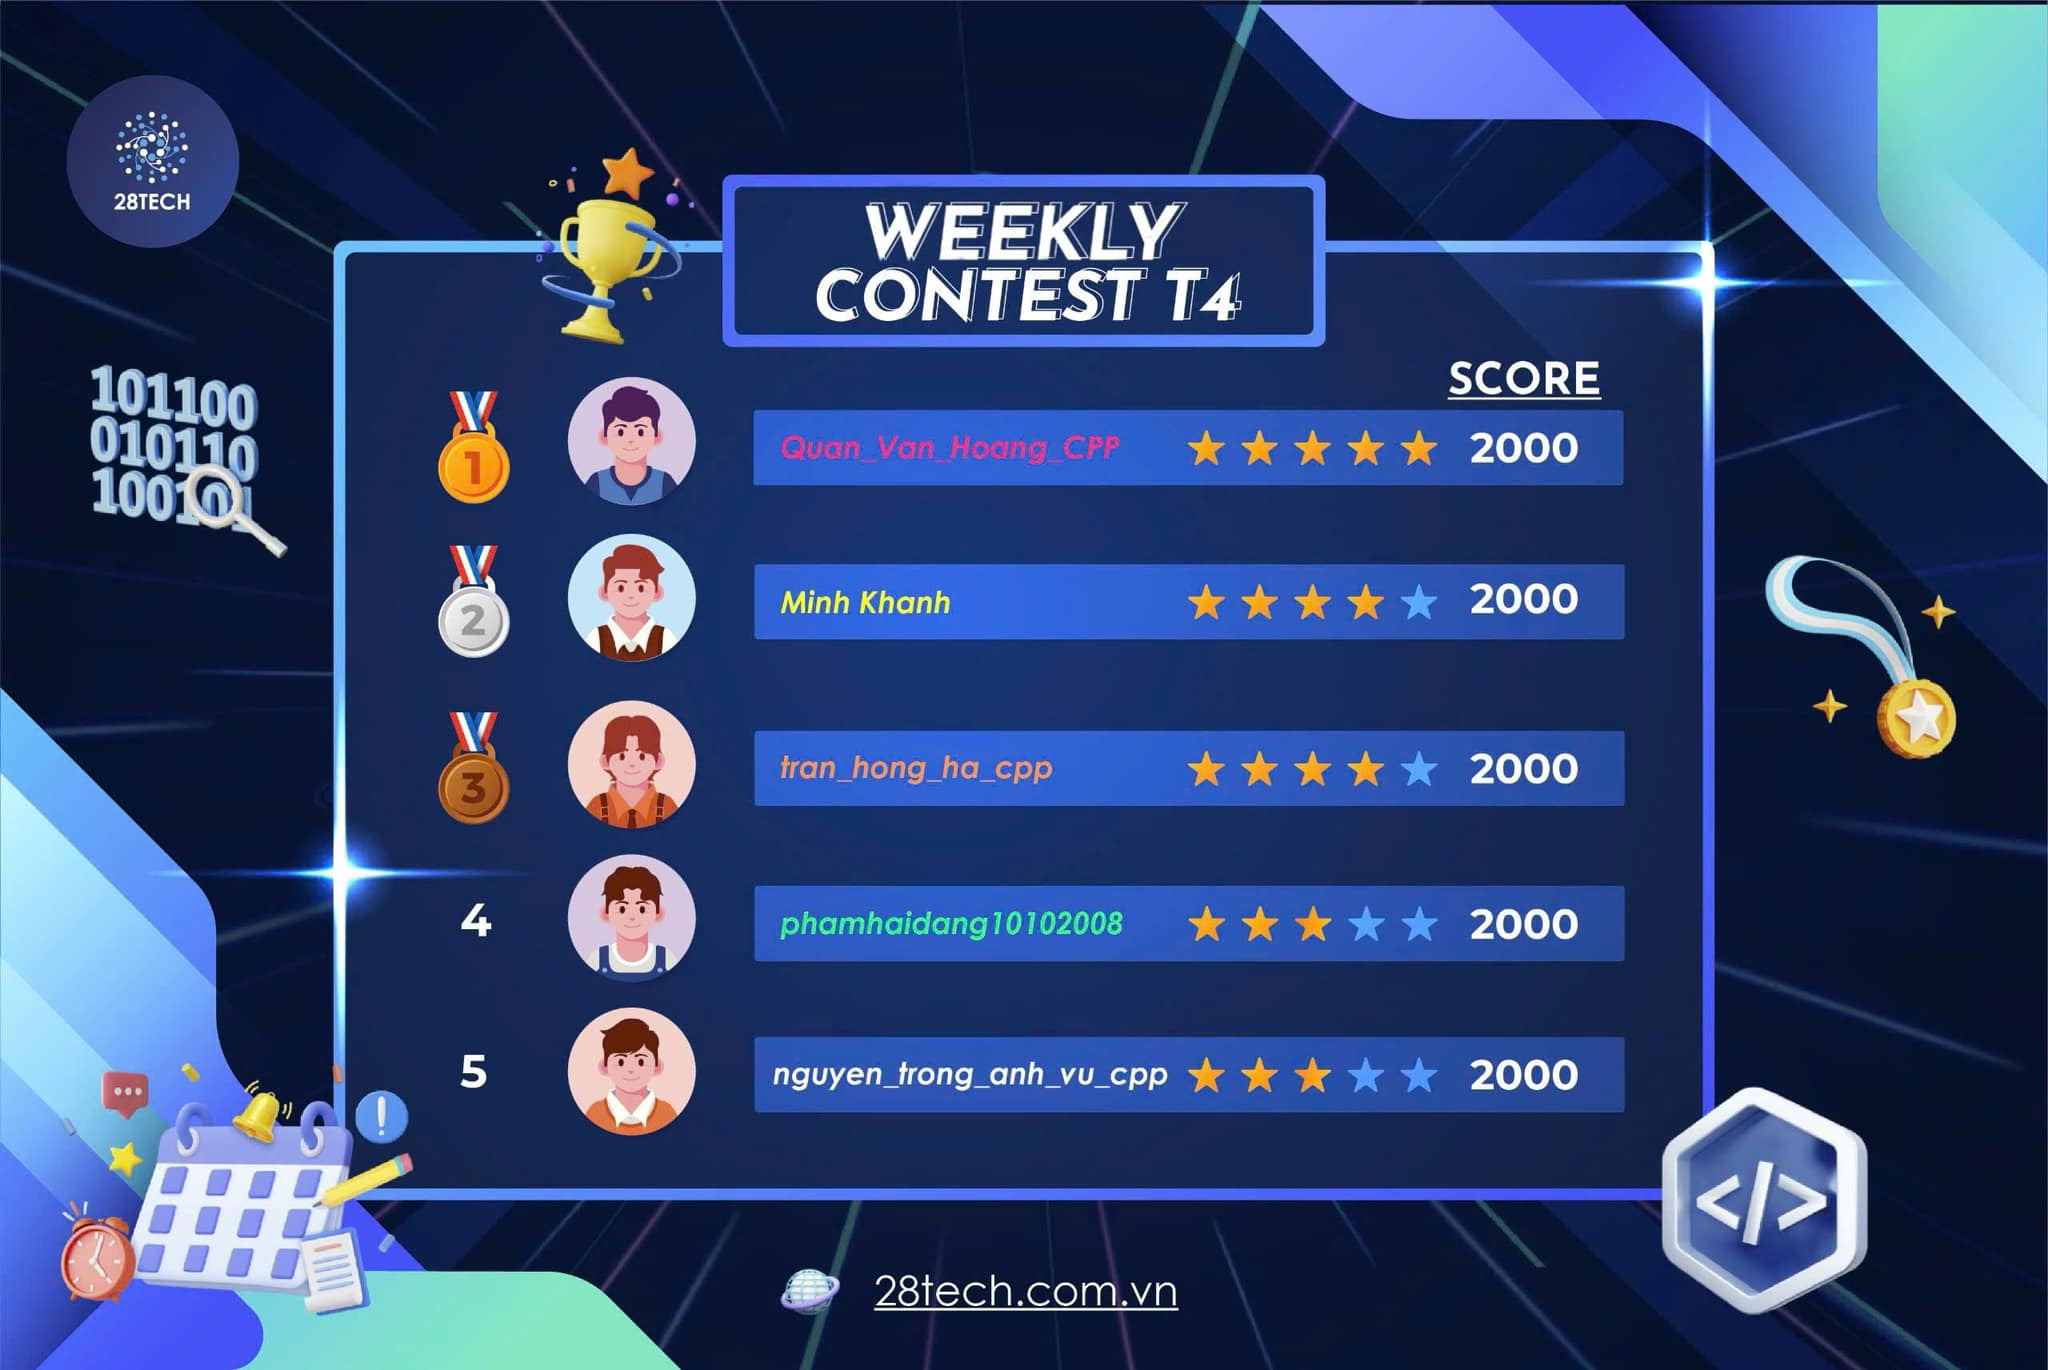 28TECH
WEEKLY
CONTEST T4
SCORE
1
Quan_Van_Hoang_CPP 2000
2
Minh Khanh 2000
3
tran_hong_ha_cpp 2000
4
phamhaidang10102008 2000
5
nguyen_trong_anh_vu_cpp 2000
101100
010110
100101
!
</>
28tech.com.vn